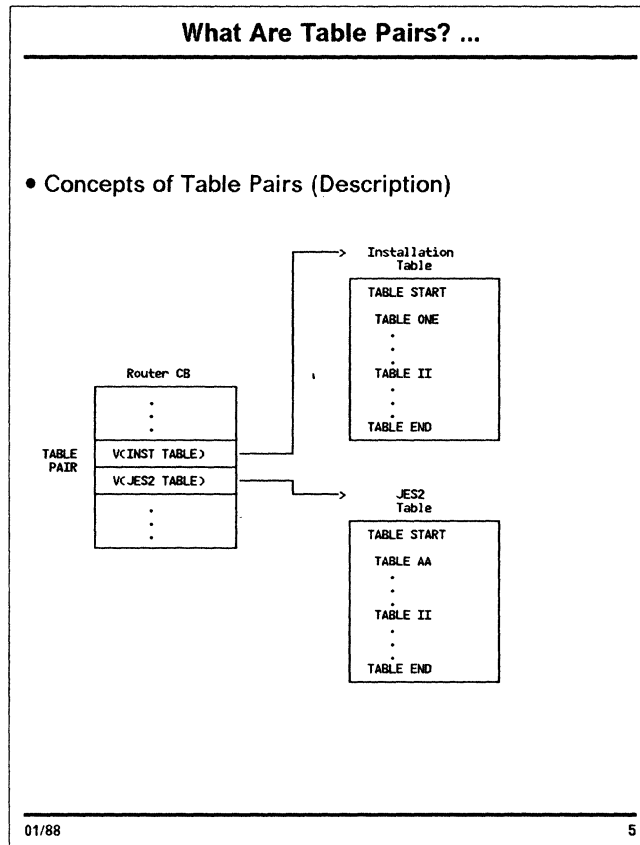 What Are Table Pairs? ...
• Concepts of Table Pairs (Description)
Installation
Table
TABLE START
TABLE ONE
.
.
.
TABLE II
.
.
.
TABLE END
Router CB
.
.
.
TABLE
PAIR
V(INST TABLE)
V(JES2 TABLE)
.
.
.
JES2
Table
TABLE START
TABLE AA
.
.
.
TABLE II
.
.
.
TABLE END
01/88
5